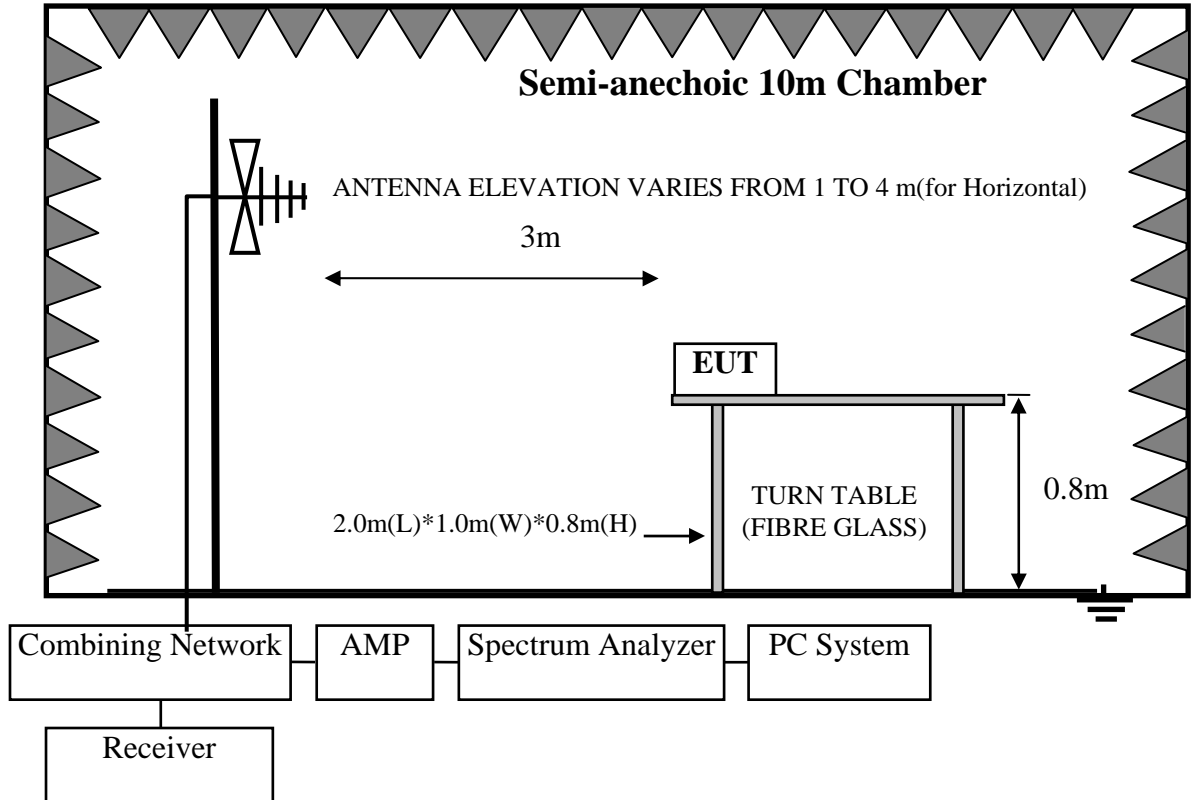 Semi-anechoic 10m Chamber
ANTENNA ELEVATION VARIES FROM 1 TO 4 m(for Horizontal)
3m
EUT
0.8m
TURN TABLE
(FIBRE GLASS)
2.0m(L)*1.0m(W)*0.8m(H)
Combining Network
AMP
Spectrum Analyzer
PC System
Receiver